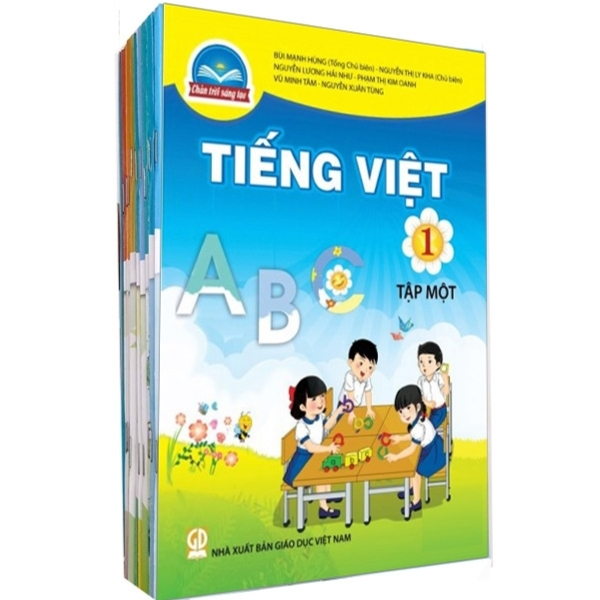 BÙI MẠNH HÙNG (Tổng Chủ biên) - NGUYỄN THỊ LY KHA (Chủ biên)
NGUYỄN LƯƠNG HẢI NHƯ - PHẠM THỊ KIM OANH
VŨ MINH TÂM - NGUYỄN XUÂN TÙNG
Chân trời sáng tạo
TIẾNG VIỆT
1
TẬP MỘT
A B C
b
a
GD
NHÀ XUẤT BẢN GIÁO DỤC VIỆT NAM